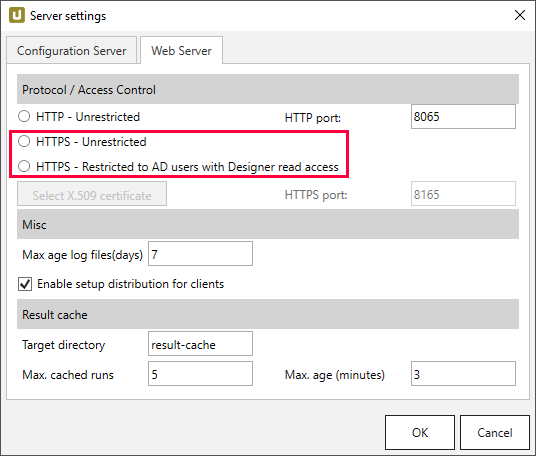 Server settings
Configuration Server Web Server
Protocol / Access Control
HTTP - Unrestricted HTTP port: 8065
HTTPS - Unrestricted
HTTPS - Restricted to AD users with Designer read access
Select X.509 certificate HTTPS port: 8165
Misc
Max age log files(days) 7
Enable setup distribution for clients
Result cache
Target directory result-cache
Max. cached runs 5 Max. age (minutes) 3
OK Cancel